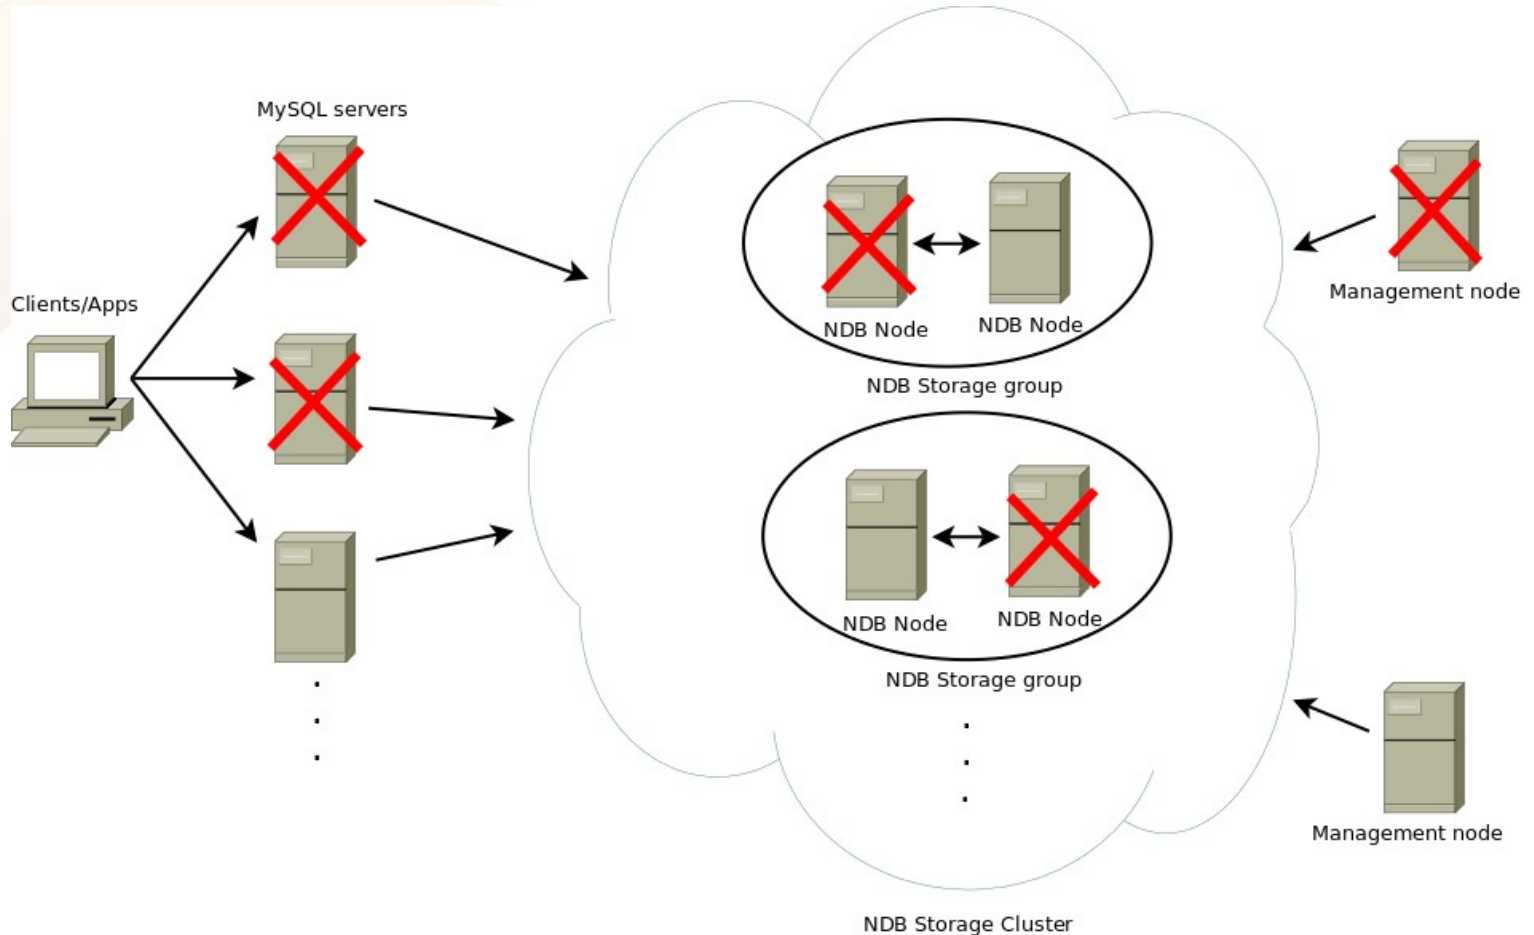 MySQL servers
Clients/Apps
NDB Node
NDB Node
NDB Storage group
NDB Node
NDB Node
NDB Storage group
Management node
Management node
NDB Storage Cluster